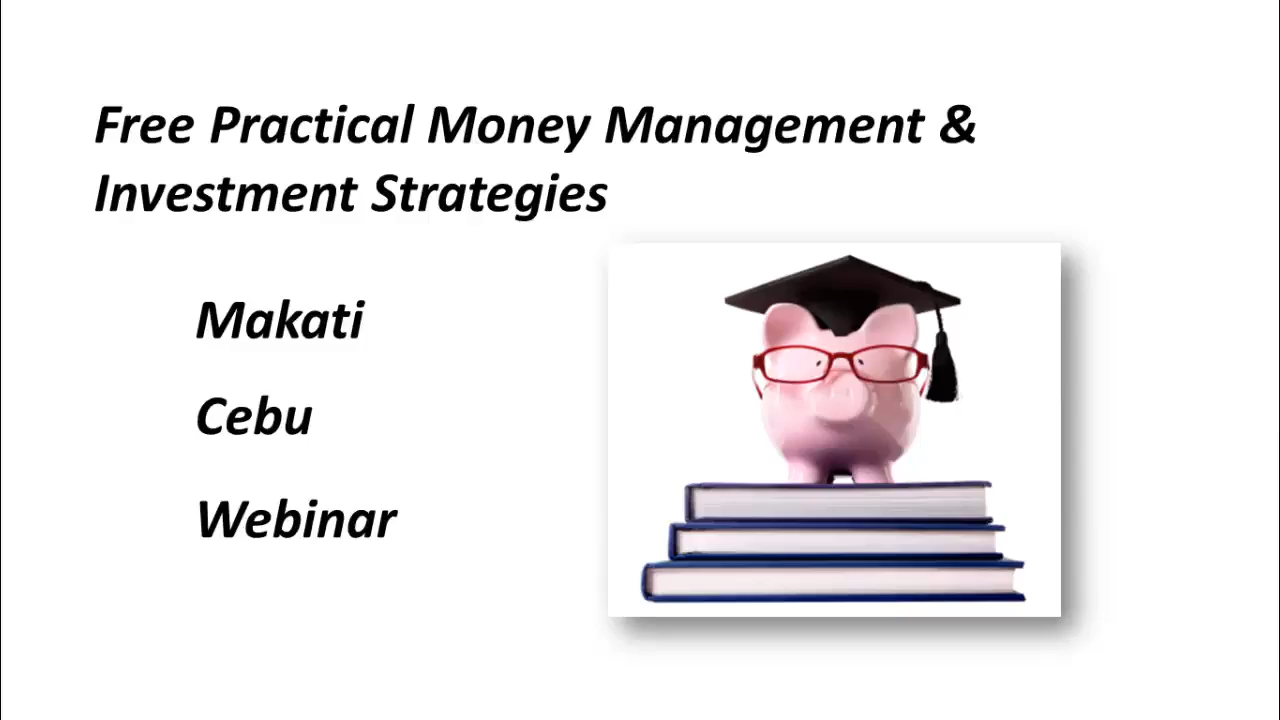 Free Practical Money Management &
Investment Strategies
Makati
Cebu
Webinar